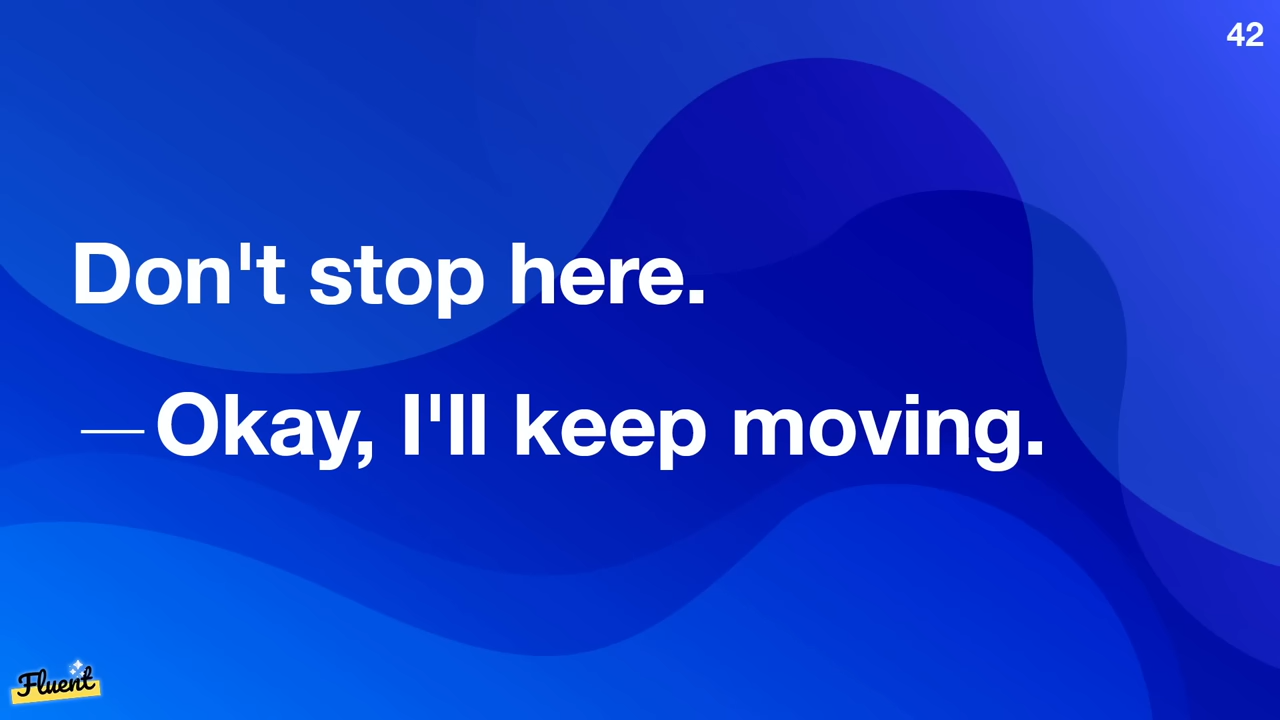 42
Don't stop here.
— Okay, I'll keep moving.
Fluent